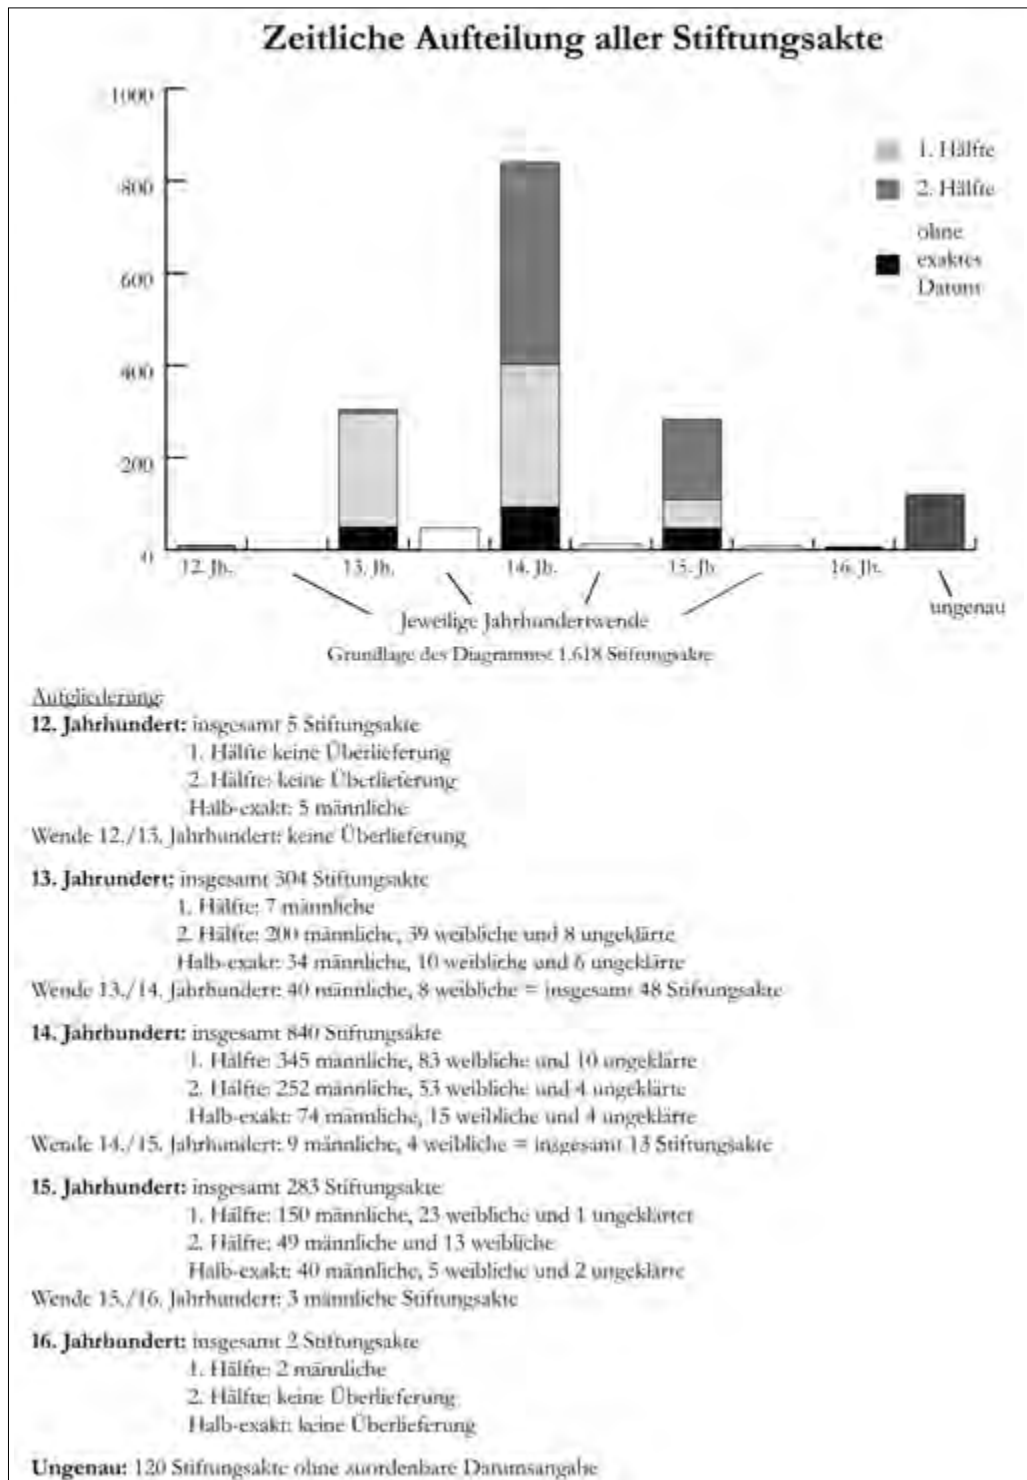 Zeitliche Aufteilung aller Stiftungsakte
1000
800
600
400
200
0
1. Hälfte
2. Hälfte
ohne
exaktes
Datum
12. Jh.
13. Jh.
14. Jh.
15. Jh.
16. Jh.
ungenau
Jeweilige Jahrhundertwende
Grundlage des Diagramms: 1.618 Stiftungsakte
Aufgliederung:
12. Jahrhundert: insgesamt 5 Stiftungsakte
1. Hälfte keine Überlieferung
2. Hälfte: keine Überlieferung
Halb-exakt: 5 männliche
Wende 12./13. Jahrhundert: keine Überlieferung
13. Jahrundert: insgesamt 304 Stiftungsakte
1. Hälfte: 7 männliche
2. Hälfte: 200 männliche, 39 weibliche und 8 ungeklärte
Halb-exakt: 34 männliche, 10 weibliche und 6 ungeklärte
Wende 13./14. Jahrhundert: 40 männliche, 8 weibliche = insgesamt 48 Stiftungsakte
14. Jahrhundert: insgesamt 840 Stiftungsakte
1. Hälfte: 345 männliche, 83 weibliche und 10 ungeklärte
2. Hälfte: 252 männliche, 53 weibliche und 4 ungeklärte
Halb-exakt: 74 männliche, 15 weibliche und 4 ungeklärte
Wende 14./15. Jahrhundert: 9 männliche, 4 weibliche = insgesamt 13 Stiftungsakte
15. Jahrhundert: insgesamt 283 Stiftungsakte
1. Hälfte: 150 männliche, 23 weibliche und 1 ungeklärter
2. Hälfte: 49 männliche und 13 weibliche
Halb-exakt: 40 männliche, 5 weibliche und 2 ungeklärte
Wende 15./16. Jahrhundert: 3 männliche Stiftungsakte
16. Jahrhundert: insgesamt 2 Stiftungsakte
1. Hälfte: 2 männliche
2. Hälfte: keine Überlieferung
Halb-exakt: keine Überlieferung
Ungenau: 120 Stiftungsakte ohne zuordenbare Datumsangabe